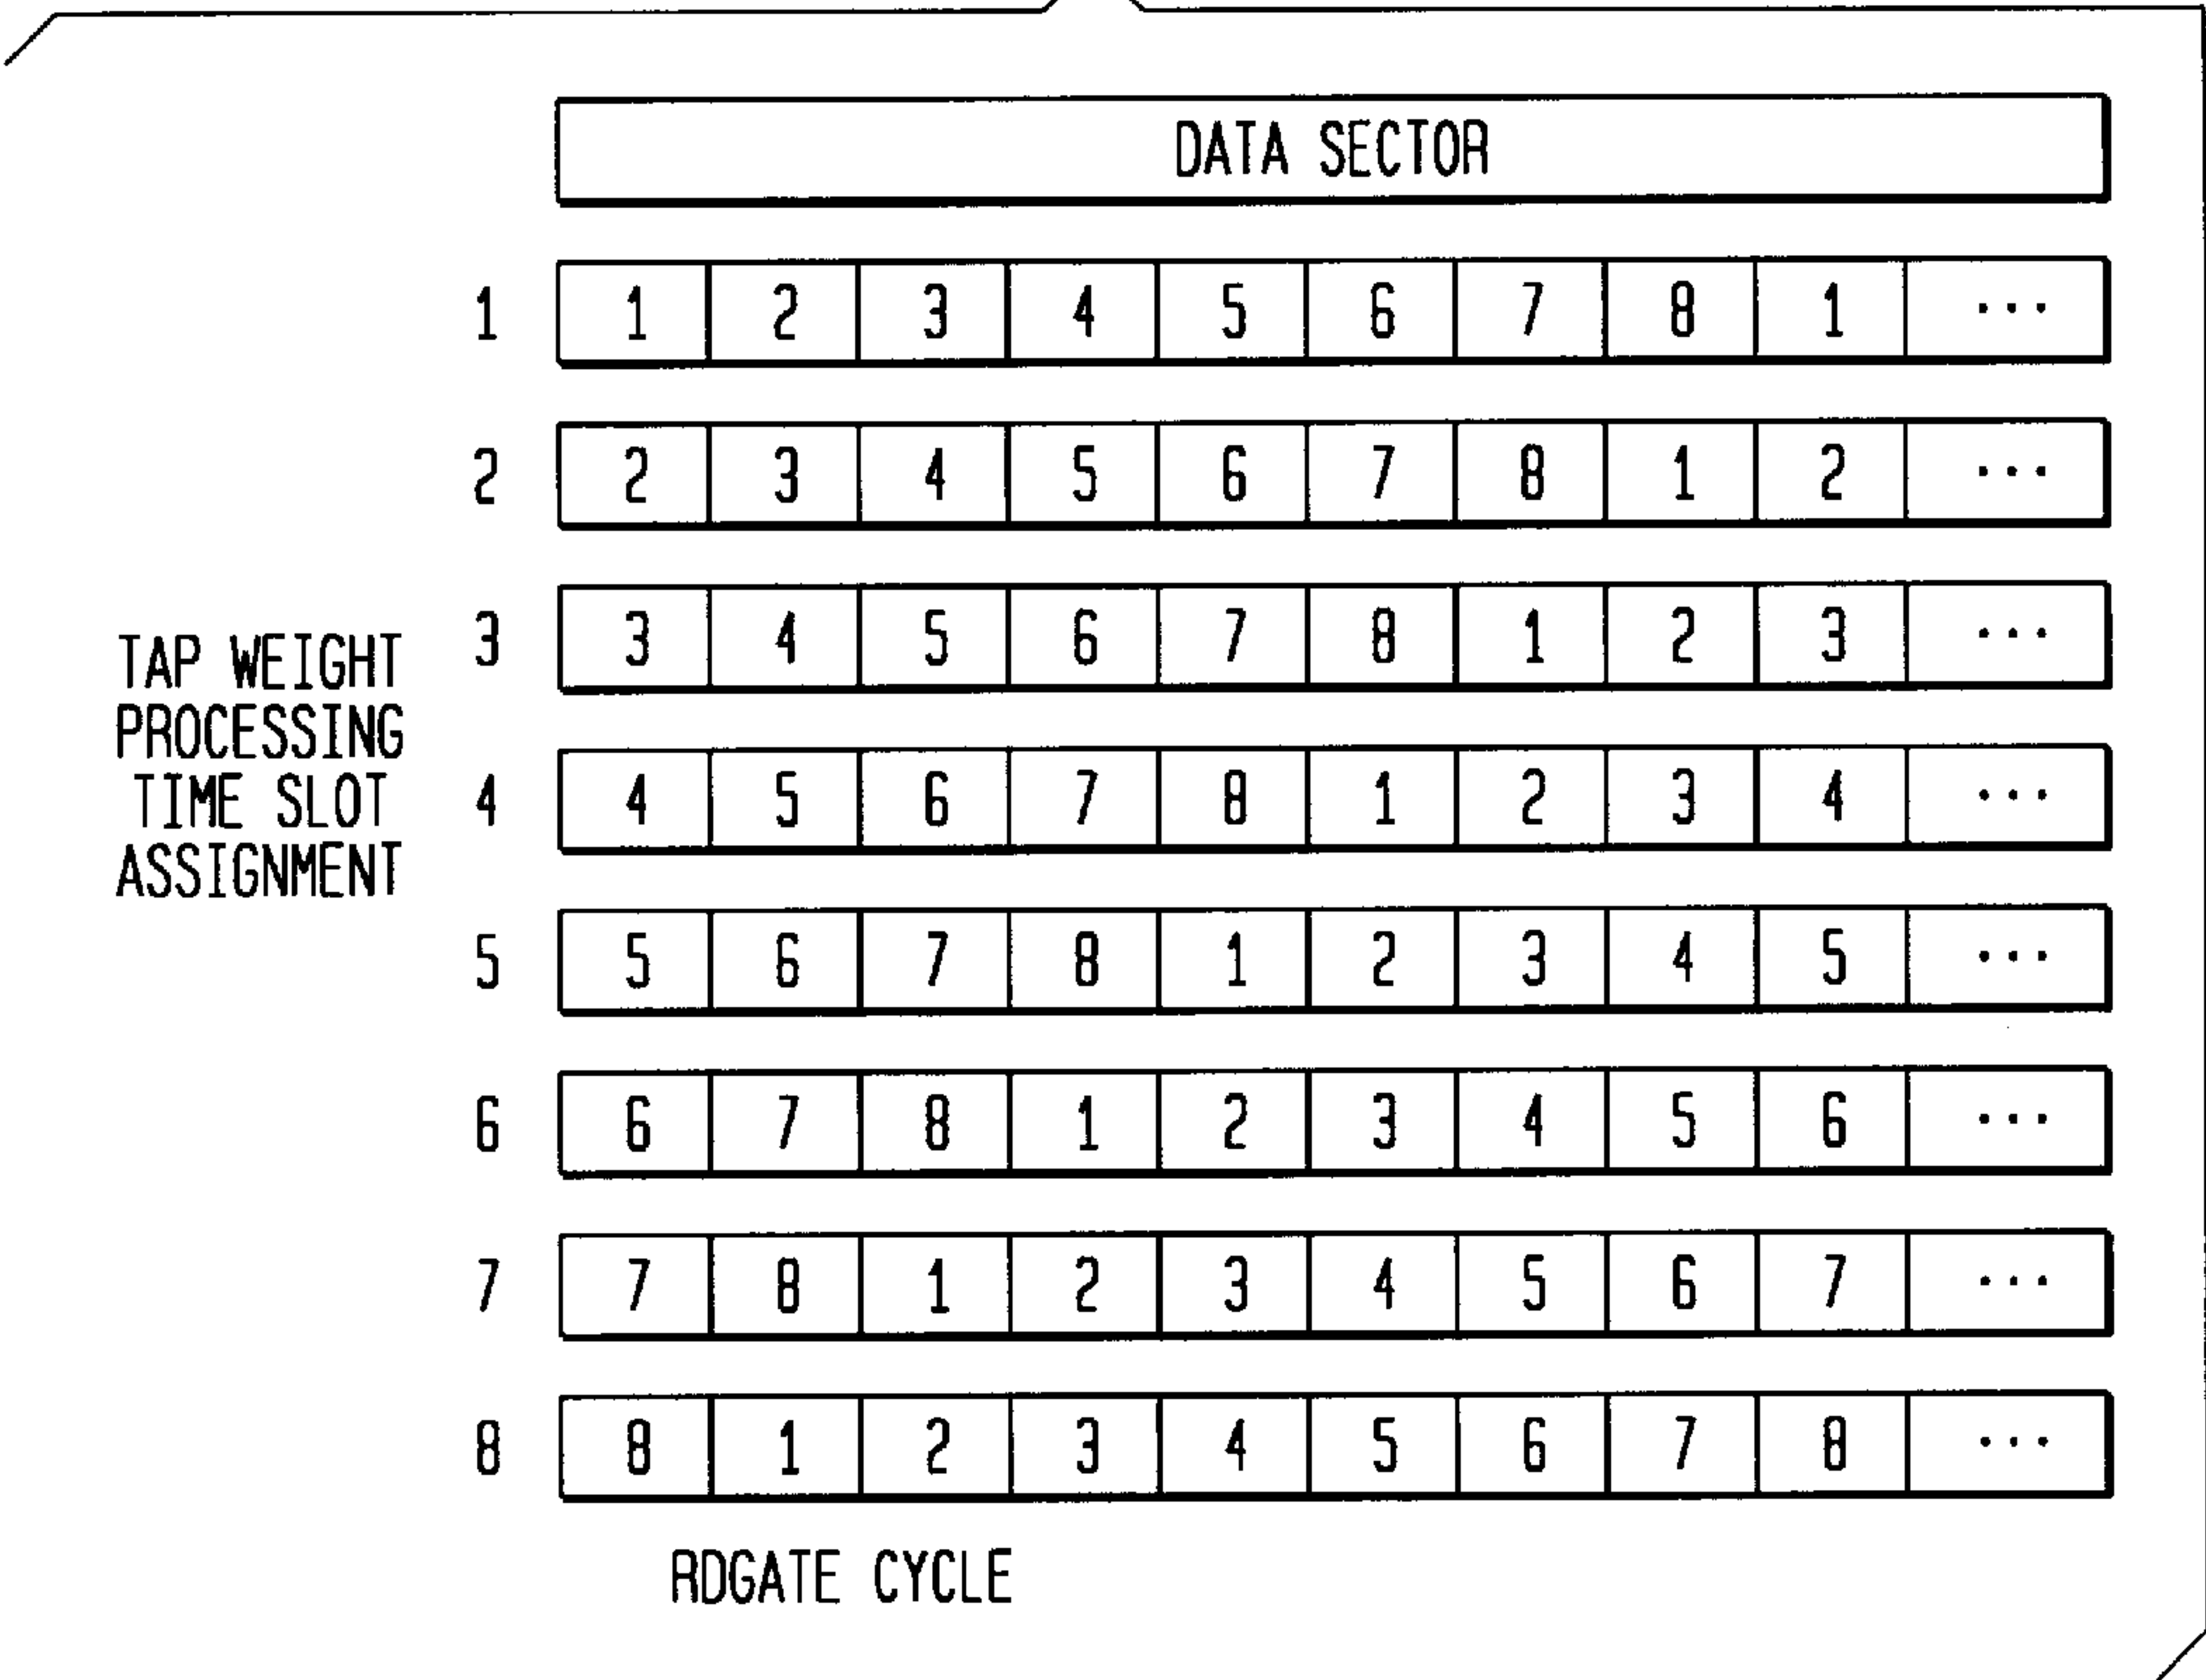 DATA SECTOR
1 1 2 3 4 5 6 7 8 1 ...
2 2 3 4 5 6 7 8 1 2 ...
TAP WEIGHT
PROCESSING
TIME SLOT
ASSIGNMENT
3 3 4 5 6 7 8 1 2 3 ...
4 4 5 6 7 8 1 2 3 4 ...
5 5 6 7 8 1 2 3 4 5 ...
6 6 7 8 1 2 3 4 5 6 ...
7 7 8 1 2 3 4 5 6 7 ...
8 8 1 2 3 4 5 6 7 8 ...
RDGATE CYCLE